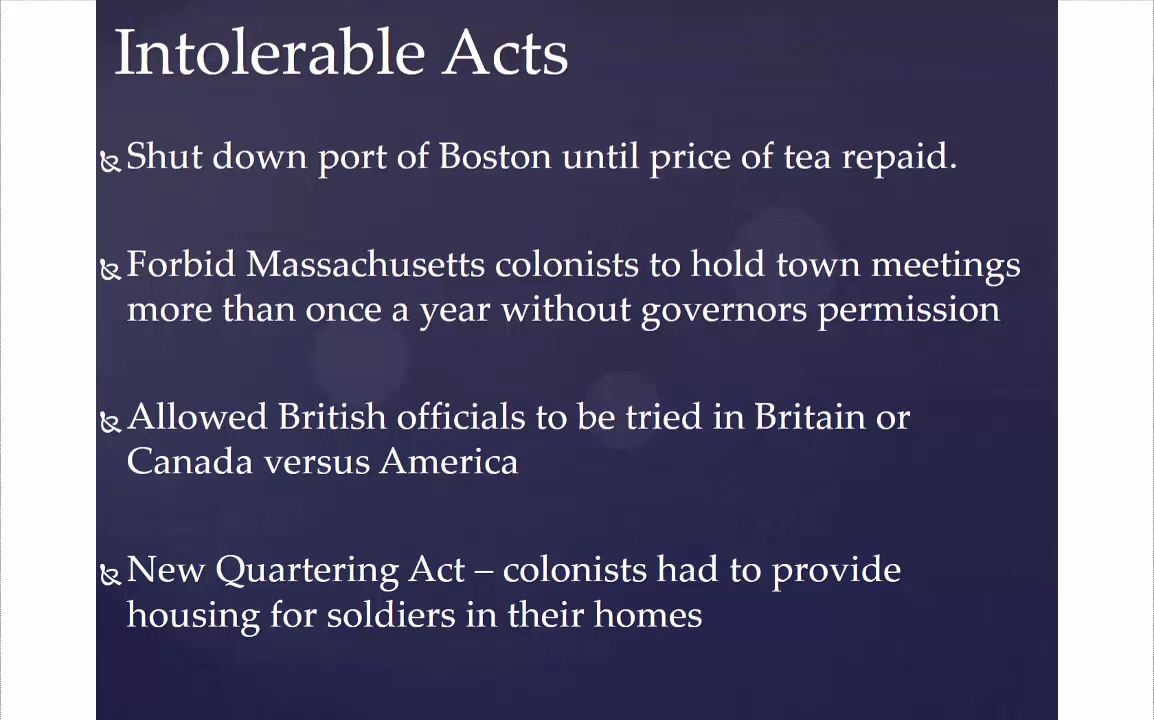 Intolerable Acts
Shut down port of Boston until price of tea repaid.
Forbid Massachusetts colonists to hold town meetings
more than once a year without governors permission
Allowed British officials to be tried in Britain or
Canada versus America
New Quartering Act – colonists had to provide
housing for soldiers in their homes